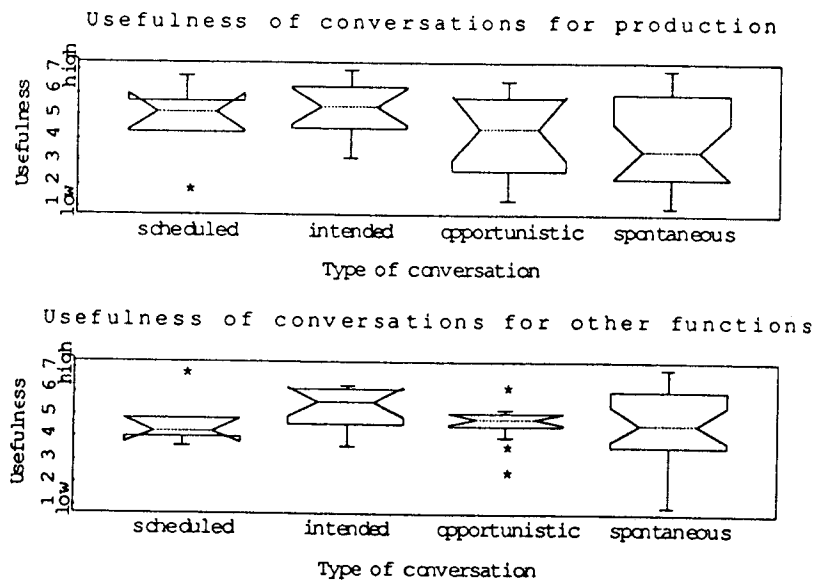 Usefulness of conversations for production
Usefulness
1 2 3 4 5 6 7
low high
scheduled intended opportunistic spontaneous
Type of conversation
Usefulness of conversations for other functions
Usefulness
1 2 3 4 5 6 7
low high
scheduled intended opportunistic spontaneous
Type of conversation